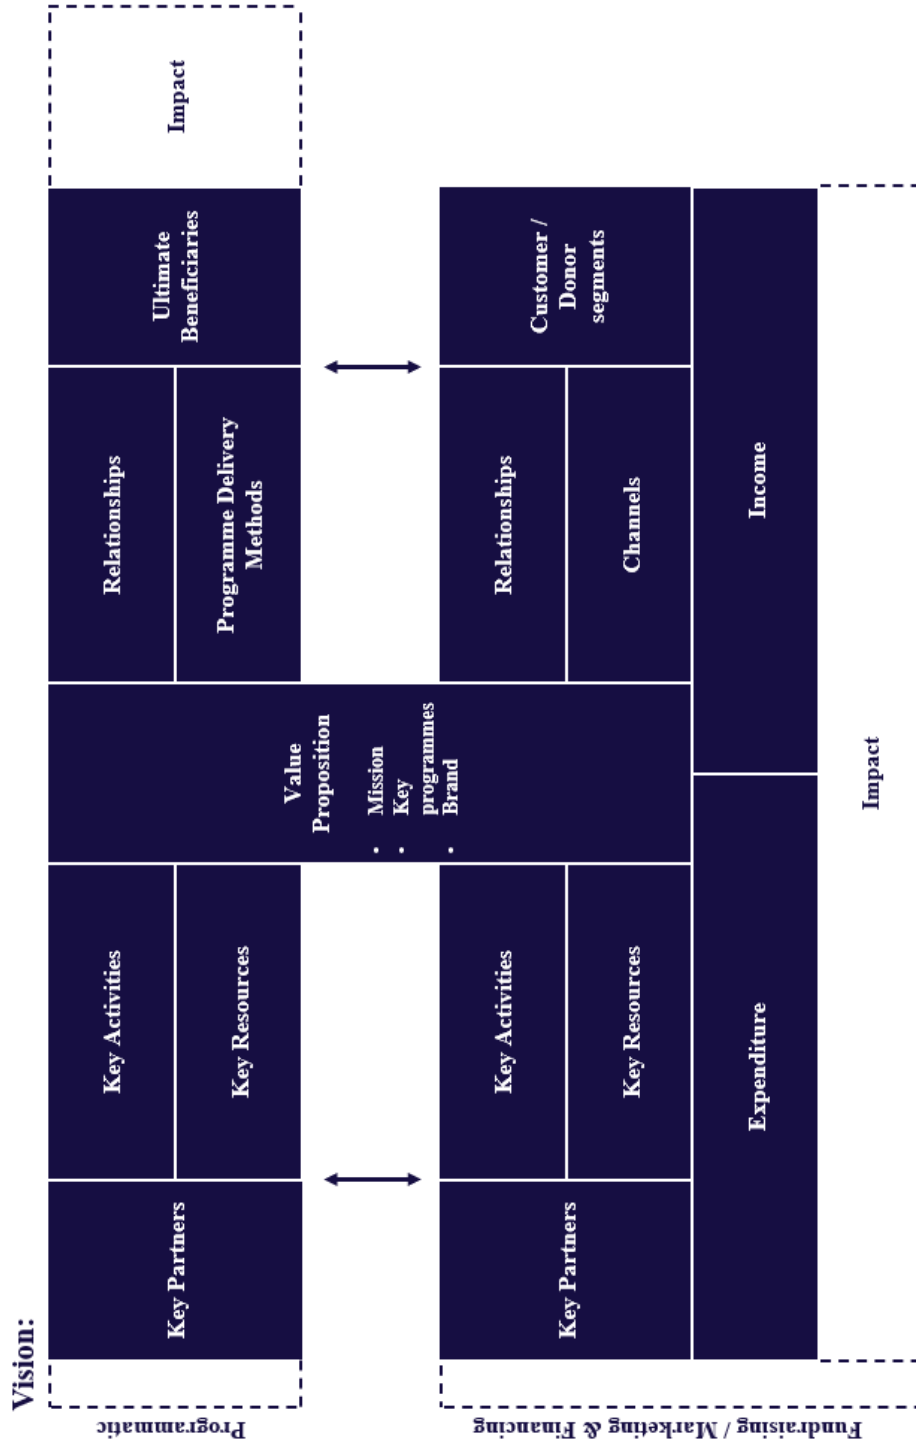 Vision:
Programmatic
Key Partners
Key Activities
Key Resources
Value
Proposition
• Mission
• Key
programmes
• Brand
Relationships
Programme Delivery
Methods
Ultimate
Beneficiaries
Impact
Fundraising / Marketing & Financing
Key Partners
Key Activities
Key Resources
Relationships
Channels
Customer /
Donor
segments
Expenditure
Income
Impact